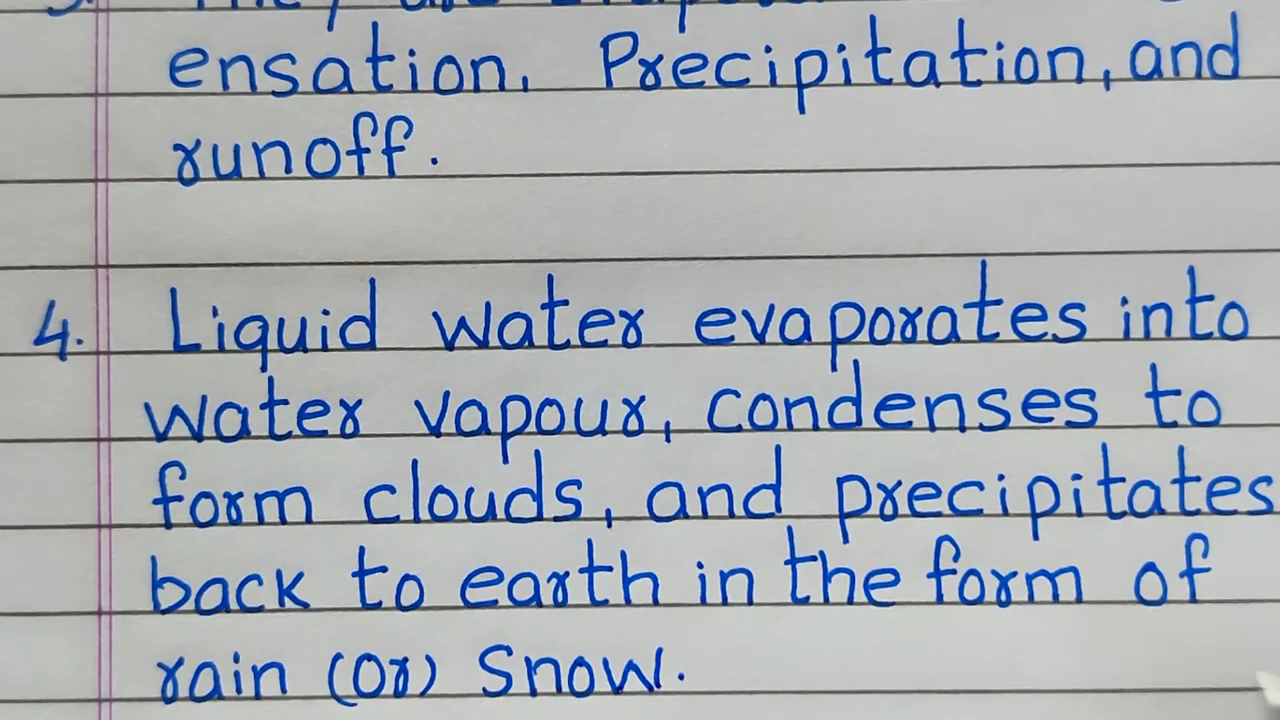 ensation, Precipitation, and
runoff.
4. Liquid water evaporates into
water vapour, condenses to
form clouds, and precipitates
back to earth in the form of
rain (Or) Snow.